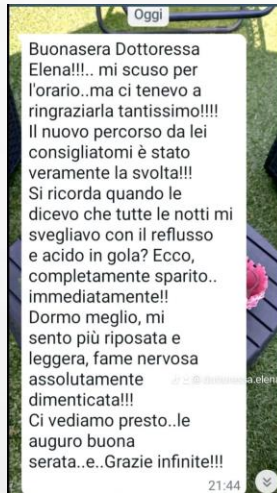 Oggi
Buonasera Dottoressa
Elena!!!.. mi scuso per
l'orario..ma ci tenevo a
ringraziarla tantissimo!!!!
Il nuovo percorso da lei
consigliatomi è stato
veramente la svolta!!!
Si ricorda quando le
dicevo che tutte le notti mi
svegliavo con il reflusso
e acido in gola? Ecco,
completamente sparito..
immediatamente!!
Dormo meglio, mi
sento più riposata e
leggera, fame nervosa
assolutamente
dimenticata!!!
Ci vediamo presto..le
auguro buona
serata..e..Grazie infinite!!!
21:44